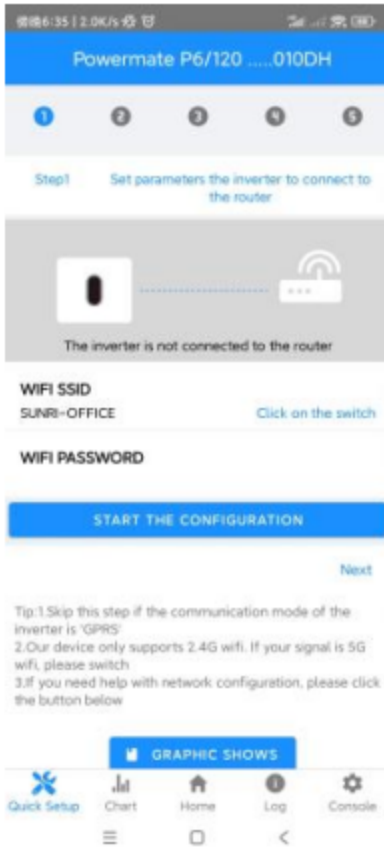 6:35 | 2.0K/s
Powermate P6/120 .....010DH
1 2 3 4 5
Step1 Set parameters the inverter to connect to
the router
The inverter is not connected to the router
WIFI SSID
SUNRI-OFFICE Click on the switch
WIFI PASSWORD
START THE CONFIGURATION
Next
Tip:1.Skip this step if the communication mode of the
inverter is 'GPRS'
2.Our device only supports 2.4G wifi. If your signal is 5G
wifi, please switch
3.If you need help with network configuration, please click
the button below
GRAPHIC SHOWS
Quick Setup Chart Home Log Console